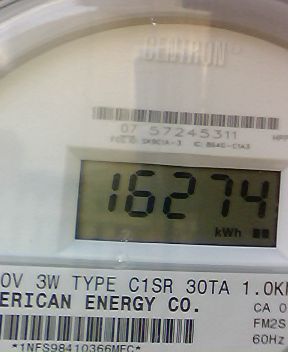 CENTRON
07 57245311
16274
kWh
0V 3W TYPE C1SR 30TA 1.0K
ERICAN ENERGY CO.
CA 0
FM2S
60Hz
*1NFS98410366MFC*